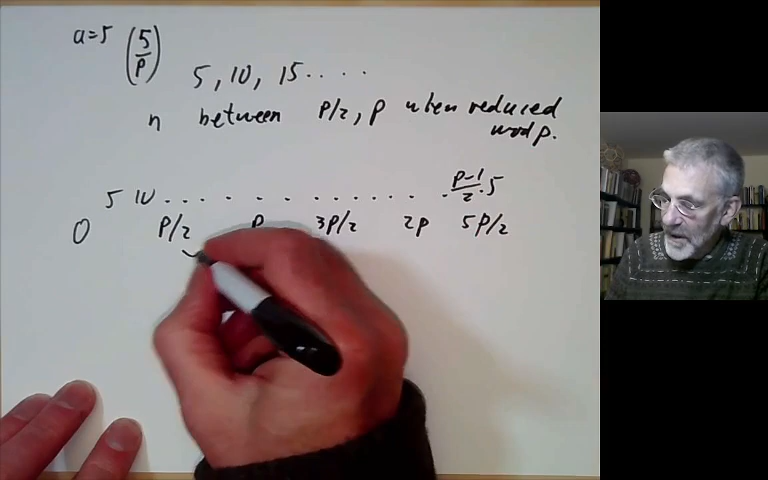 a=5 (5/p) 5, 10, 15 . . . .
n between P/2, P when reduced
mod p.
5 10 . . . . . . . . . . . . . . (P-1)/2 · 5
0 P/2 P 3P/2 2P 5P/2